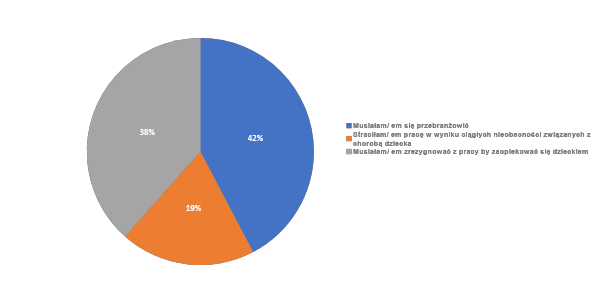 38%
42%
19%
Musiałam/ em się przebranżowić
Straciłam/ em pracę w wyniku ciągłych nieobecności związanych z
chorobą dziecka
Musiałam/ em zrezygnować z pracy by zaopiekować się dzieckiem